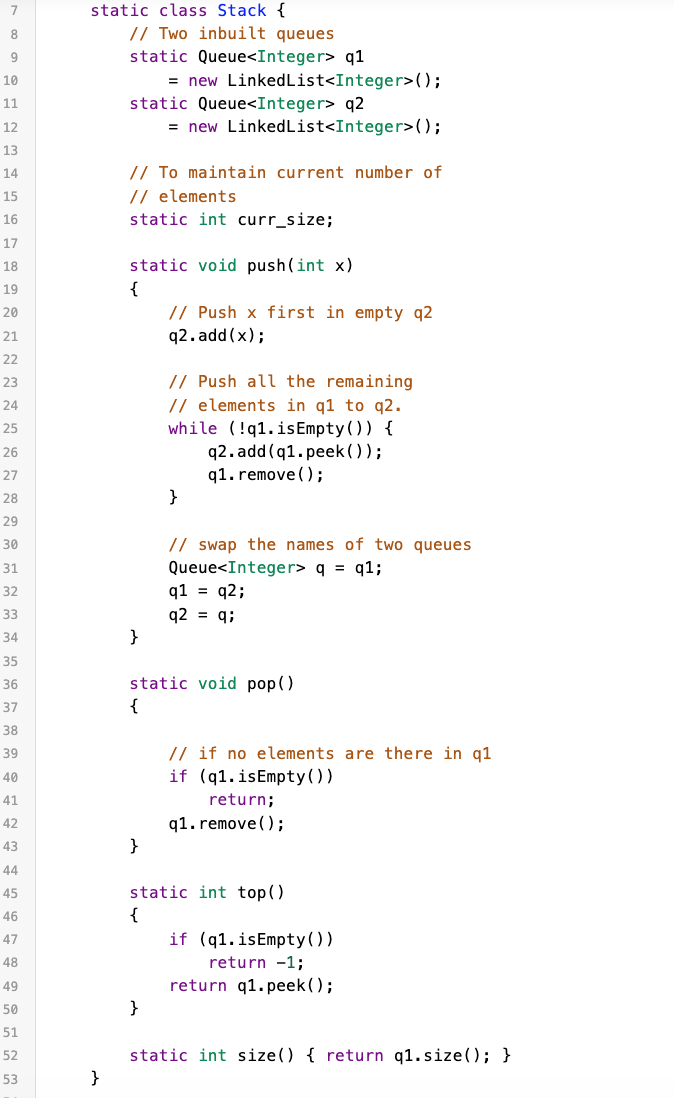 7 static class Stack {
8 // Two inbuilt queues
9 static Queue<Integer> q1
10 = new LinkedList<Integer>();
11 static Queue<Integer> q2
12 = new LinkedList<Integer>();
13
14 // To maintain current number of
15 // elements
16 static int curr_size;
17
18 static void push(int x)
19 {
20 // Push x first in empty q2
21 q2.add(x);
22
23 // Push all the remaining
24 // elements in q1 to q2.
25 while (!q1.isEmpty()) {
26 q2.add(q1.peek());
27 q1.remove();
28 }
29
30 // swap the names of two queues
31 Queue<Integer> q = q1;
32 q1 = q2;
33 q2 = q;
34 }
35
36 static void pop()
37 {
38
39 // if no elements are there in q1
40 if (q1.isEmpty())
41 return;
42 q1.remove();
43 }
44
45 static int top()
46 {
47 if (q1.isEmpty())
48 return -1;
49 return q1.peek();
50 }
51
52 static int size() { return q1.size(); }
53 }